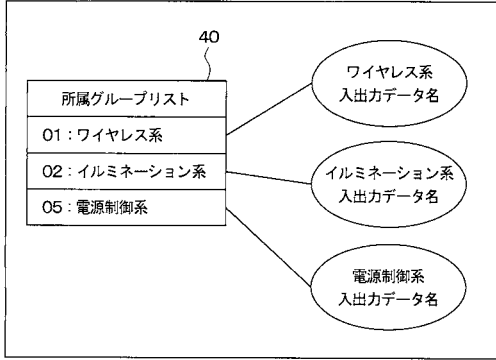 40
所属グループリスト
01:ワイヤレス系
02:イルミネーション系
05:電源制御系
ワイヤレス系
入出力データ名
イルミネーション系
入出力データ名
電源制御系
入出力データ名